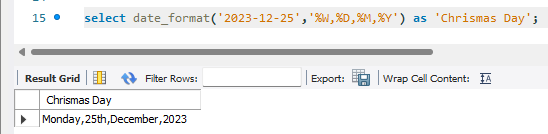 15
select date_format('2023-12-25','%W,%D,%M,%Y') as 'Chrismas Day';
Result Grid Filter Rows: Export: Wrap Cell Content: IA
Chrismas Day
Monday,25th,December,2023